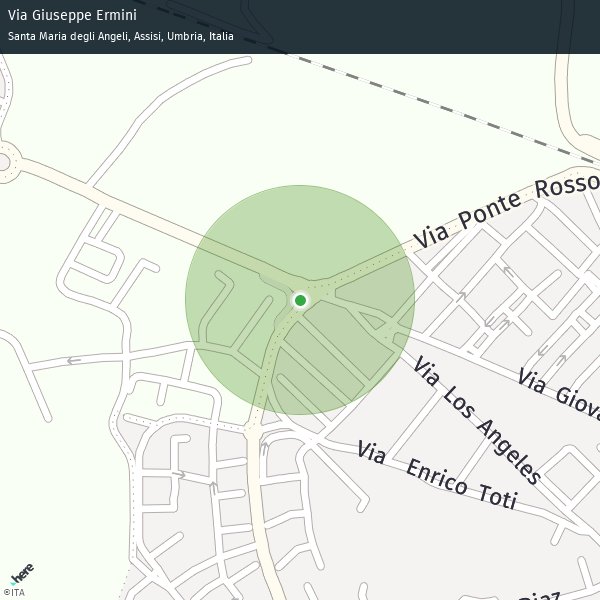 Via Giuseppe Ermini
Santa Maria degli Angeli, Assisi, Umbria, Italia
Via Ponte Rosso
Via Giova
Via Los Angeles
Via Enrico Toti
Diaz
here
©ITA